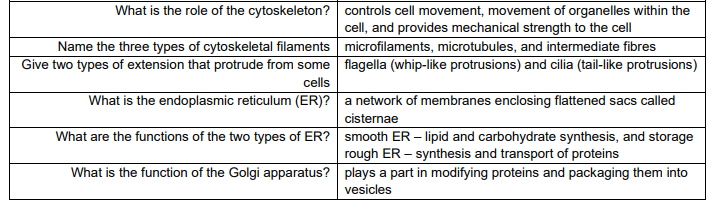 What is the role of the cytoskeleton?
controls cell movement, movement of organelles within the
cell, and provides mechanical strength to the cell
Name the three types of cytoskeletal filaments
microfilaments, microtubules, and intermediate fibres
Give two types of extension that protrude from some
cells
flagella (whip-like protrusions) and cilia (tail-like protrusions)
What is the endoplasmic reticulum (ER)?
a network of membranes enclosing flattened sacs called
cisternae
What are the functions of the two types of ER?
smooth ER – lipid and carbohydrate synthesis, and storage
rough ER – synthesis and transport of proteins
What is the function of the Golgi apparatus?
plays a part in modifying proteins and packaging them into
vesicles